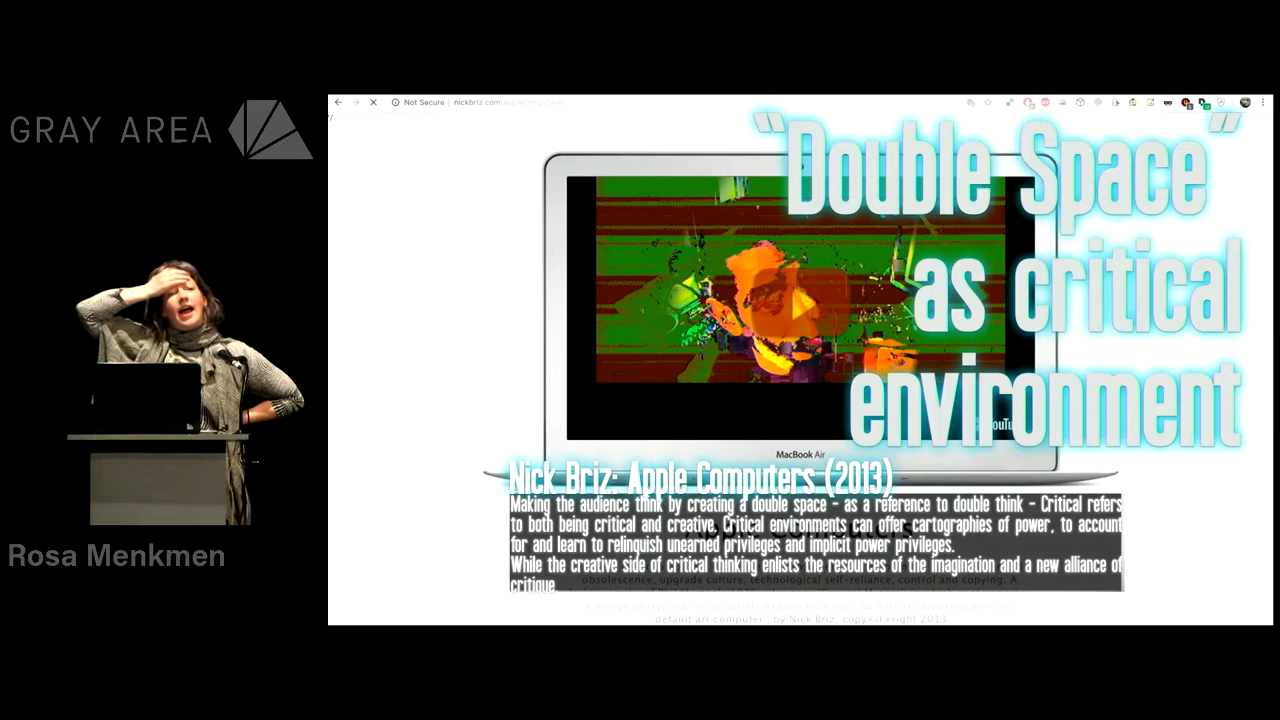 GRAY AREA
Not Secure | nickbriz.com/applecomputers/
//
"Double Space"
as critical
environment
MacBook Air
Nick Briz: Apple Computers (2013)
Making the audience think by creating a double space - as a reference to double think - Critical refers
to both being critical and creative. Critical environments can offer cartographies of power, to account
for and learn to relinquish unearned privileges and implicit power privileges.
While the creative side of critical thinking enlists the resources of the imagination and a new alliance of
critique.
Apple Computers
obsolescence, upgrade culture, technological self-reliance, control and copying. A
default art computer . by Nick Briz, copy<it>right 2013
Rosa Menkmen